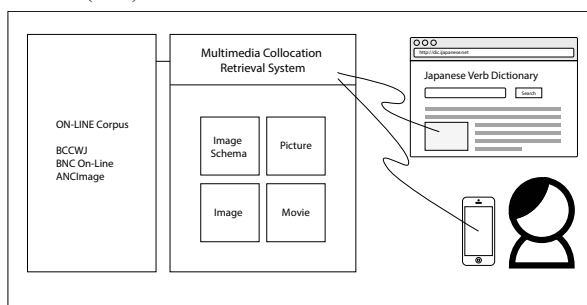 ON-LINE Corpus
BCCWJ
BNC On-Line
ANCImage
Multimedia Collocation
Retrieval System
Image
Schema
Picture
Image
Movie
http://dic.jjapanese.net
Japanese Verb Dictionary
Search